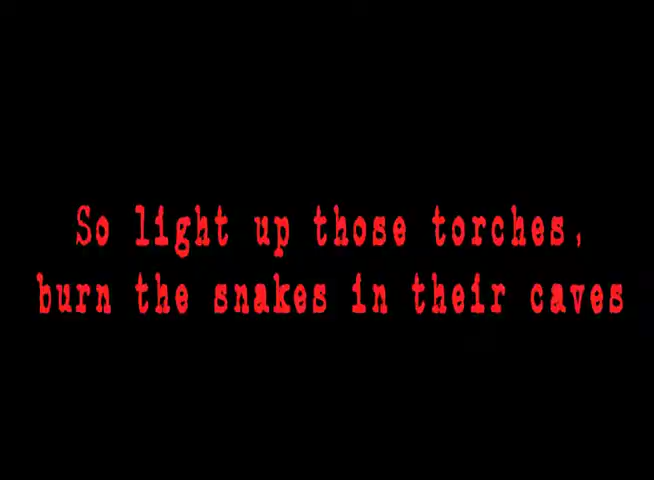 So light up those torches,
burn the snakes in their caves